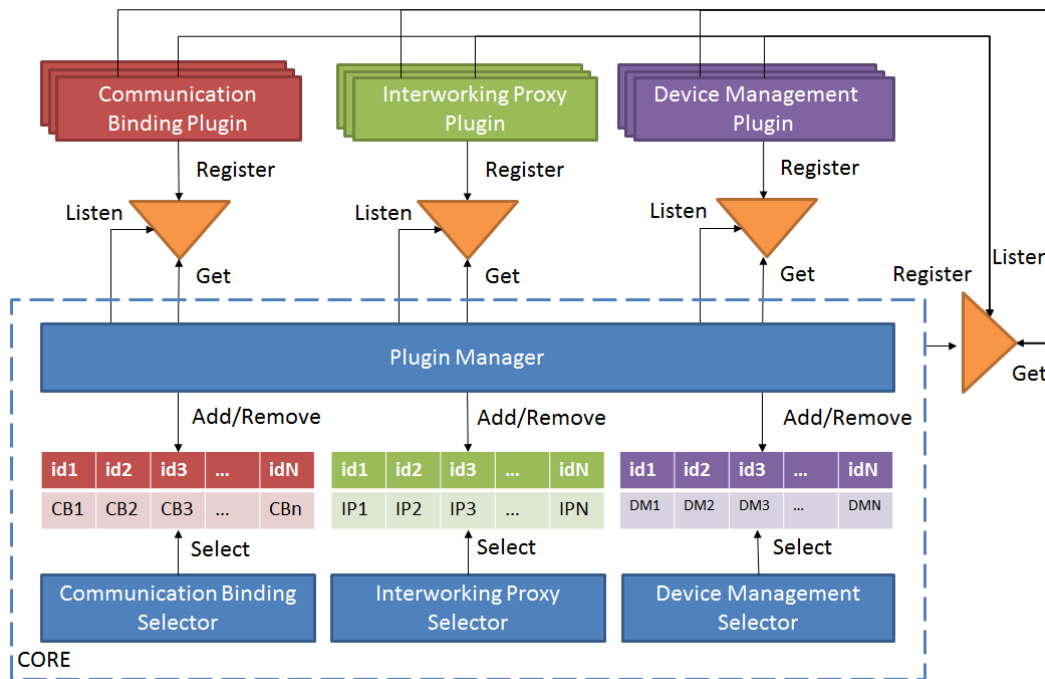 Communication
Binding Plugin
Interworking Proxy
Plugin
Device Management
Plugin
Register
Register
Register
Listen
Listen
Listen
Get
Get
Get
Register
Listen
Get
Plugin Manager
Add/Remove
Add/Remove
Add/Remove
id1 id2 id3 ... idN
CB1 CB2 CB3 ... CBn
id1 id2 id3 ... idN
IP1 IP2 IP3 ... IPN
id1 id2 id3 ... idN
DM1 DM2 DM3 ... DMN
Select
Select
Select
Communication Binding
Selector
Interworking Proxy
Selector
Device Management
Selector
CORE